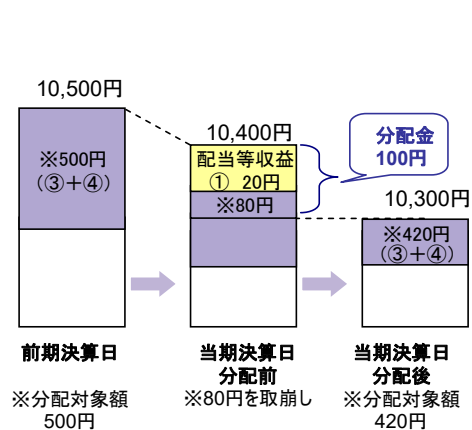 10,500円
※500円
(③+④)
前期決算日
※分配対象額
500円
10,400円
配当等収益
① 20円
※80円
当期決算日
分配前
※80円を取崩し
分配金
100円
10,300円
※420円
(③+④)
当期決算日
分配後
※分配対象額
420円